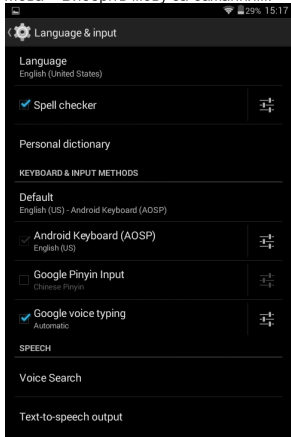 29% 15:17
Language & input
Language
English (United States)
Spell checker
Personal dictionary
KEYBOARD & INPUT METHODS
Default
English (US) - Android Keyboard (AOSP)
Android Keyboard (AOSP)
English (US)
Google Pinyin Input
Chinese Pinyin
Google voice typing
Automatic
SPEECH
Voice Search
Text-to-speech output